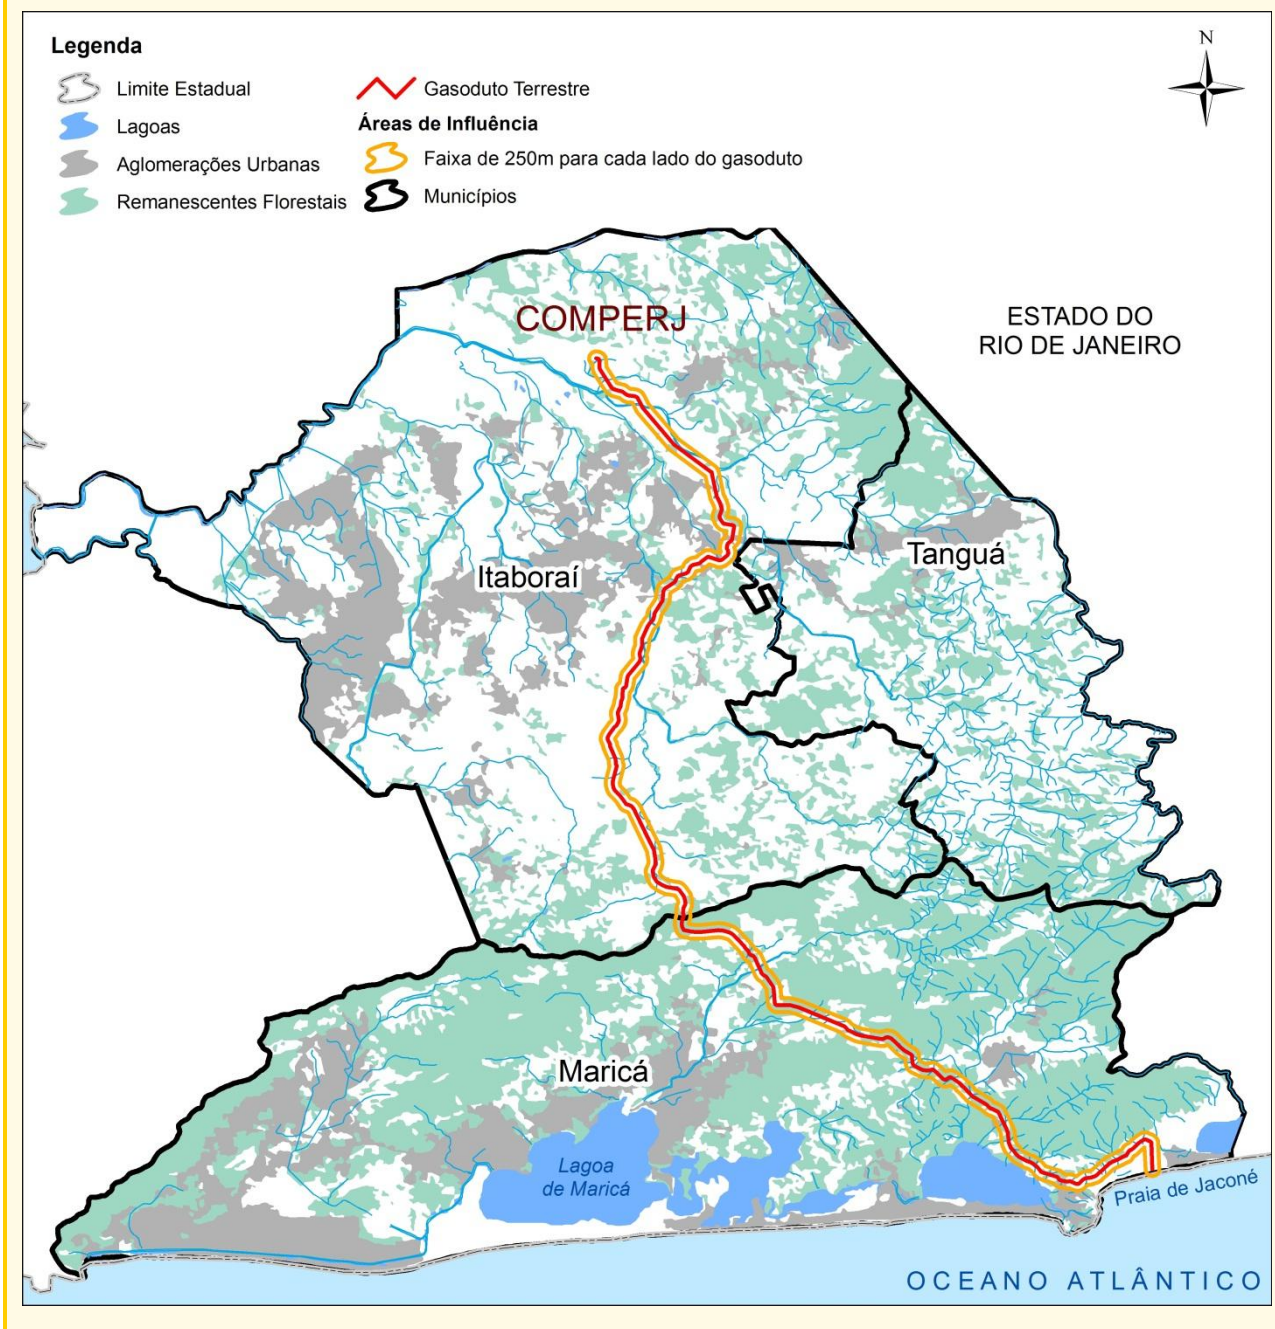 Legenda
Limite Estadual
Lagoas
Aglomerações Urbanas
Remanescentes Florestais
Gasoduto Terrestre
Áreas de Influência
Faixa de 250m para cada lado do gasoduto
Municípios
N
COMPERJ
ESTADO DO
RIO DE JANEIRO
Tanguá
Itaboraí
Maricá
Lagoa
de Maricá
Praia de Jaconé
OCEANO ATLÂNTICO